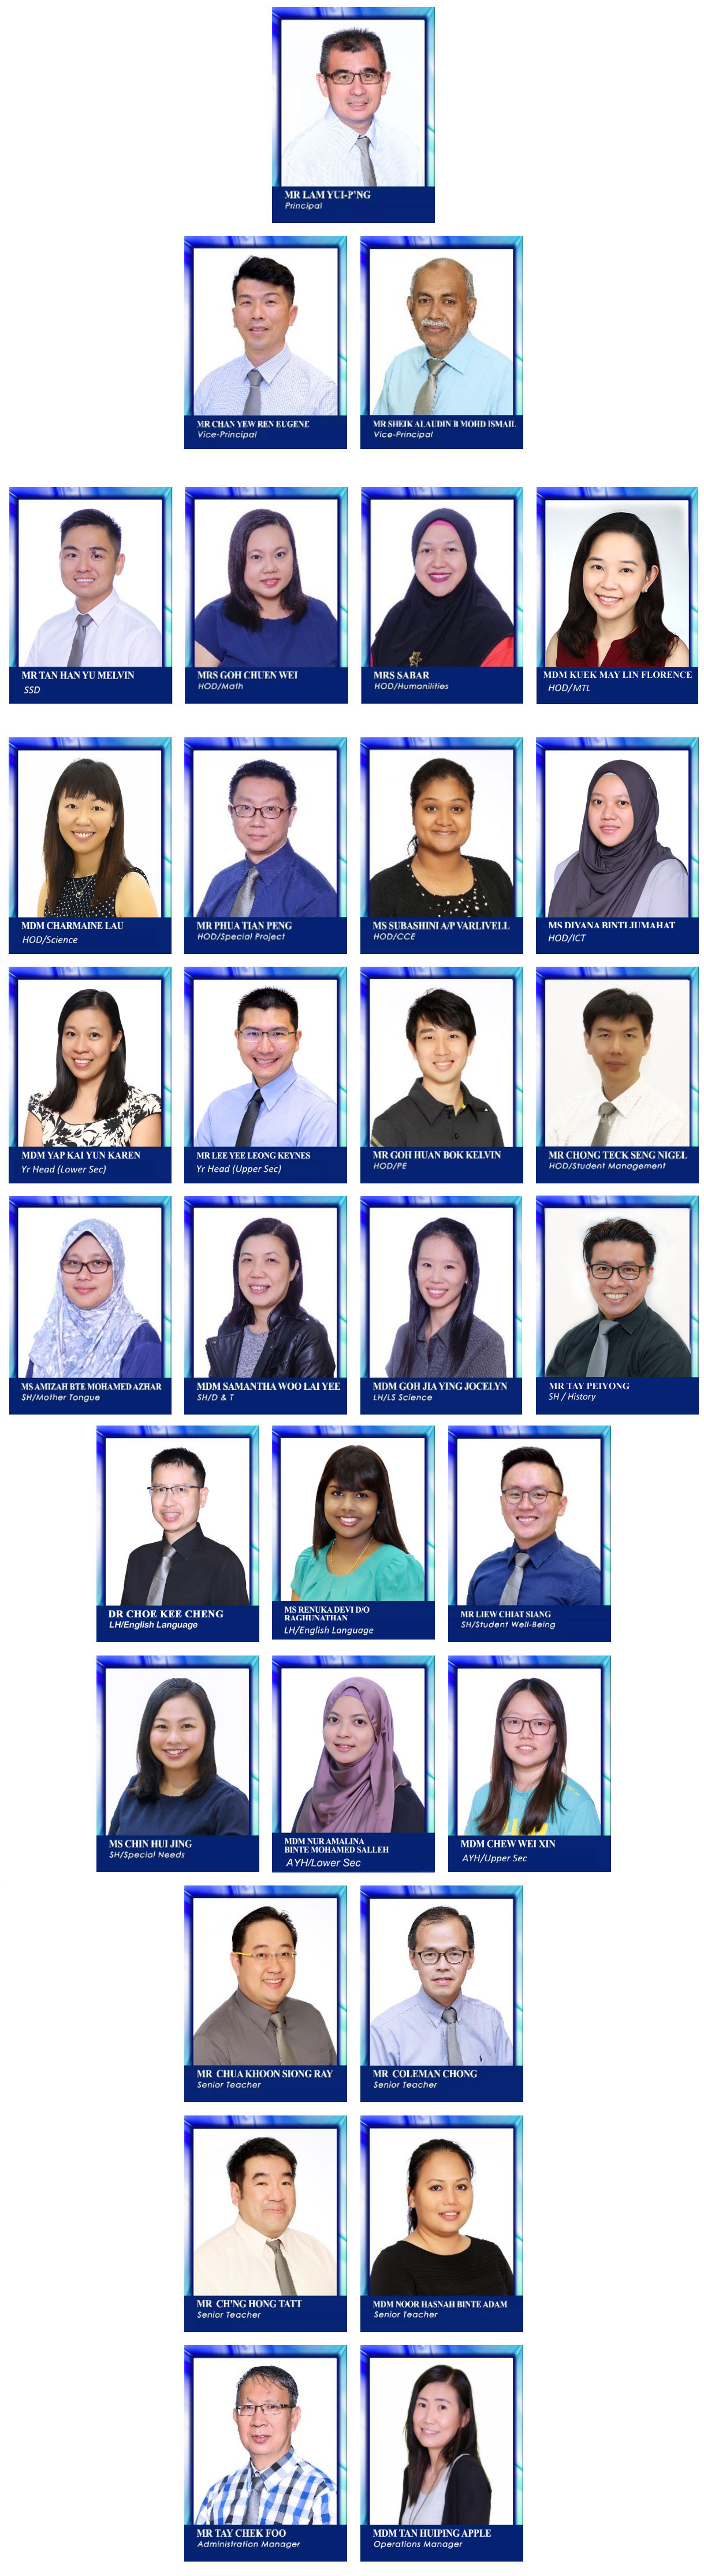 MR LAM YUI-P'NG
Principal
MR CHAN YEW REN EUGENE
Vice-Principal
MR SHEIK ALAUDIN B MOHD ISMAIL
Vice-Principal
MR TAN HAN YU MELVIN
SSD
MRS GOH CHUEN WEI
HOD/Math
MRS SABAR
HOD/Humanilities
MDM KUEK MAY LIN FLORENCE
HOD/MTL
MDM CHARMAINE LAU
HOD/Science
MR PHUA TIAN PENG
HOD/Special Project
MS SUBASHINI A/P VARLIVELL
HOD/CCE
MS DIYANA BINTI JUMAHAT
HOD/ICT
MDM YAP KAI YUN KAREN
Yr Head (Lower Sec)
MR LEE YEE LEONG KEYNES
Yr Head (Upper Sec)
MR GOH HUAN BOK KELVIN
HOD/PE
MR CHONG TECK SENG NIGEL
HOD/Student Management
MS AMIZAH BTE MOHAMED AZHAR
SH/Mother Tongue
MDM SAMANTHA WOO LAI YEE
SH/D & T
MDM GOH JIA YING JOCELYN
LH/LS Science
MR TAY PEIYONG
SH / History
DR CHOE KEE CHENG
LH/English Language
MS RENUKA DEVI D/O
RAGHUNATHAN
LH/English Language
MR LIEW CHIAT SIANG
SH/Student Well-Being
MS CHIN HUI JING
SH/Special Needs
MDM NUR AMALINA
BINTE MOHAMED SALLEH
AYH/Lower Sec
MDM CHEW WEI XIN
AYH/Upper Sec
MR CHUA KHOON SIONG RAY
Senior Teacher
MR COLEMAN CHONG
Senior Teacher
MR CH'NG HONG TATT
Senior Teacher
MDM NOOR HASNAH BINTE ADAM
Senior Teacher
MR TAY CHEK FOO
Administration Manager
MDM TAN HUIPING APPLE
Operations Manager